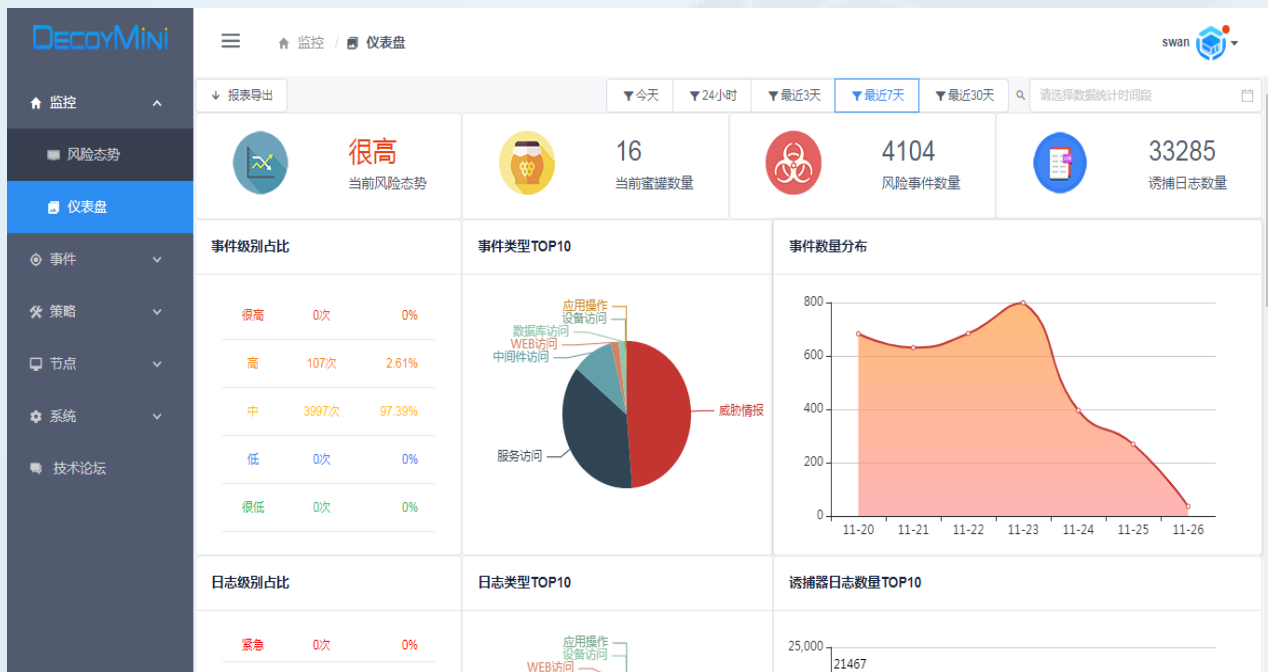 DecoyMini
监控 / 仪表盘
swan
监控
风险态势
仪表盘
事件
策略
节点
系统
技术论坛
报表导出
今天
24小时
最近3天
最近7天
最近30天
请选择数据统计时间段
很高
当前风险态势
16
当前蜜罐数量
4104
风险事件数量
33285
诱捕日志数量
事件级别占比
很高 0次 0%
高 107次 2.61%
中 3997次 97.39%
低 0次 0%
很低 0次 0%
事件类型TOP10
应用操作
设备访问
数据库访问
WEB访问
中间件访问
威胁情报
服务访问
事件数量分布
800
600
400
200
0
11-20 11-21 11-22 11-23 11-24 11-25 11-26
日志级别占比
紧急 0次 0%
日志类型TOP10
应用操作
设备访问
WEB访问
诱捕器日志数量TOP10
25,000
21467